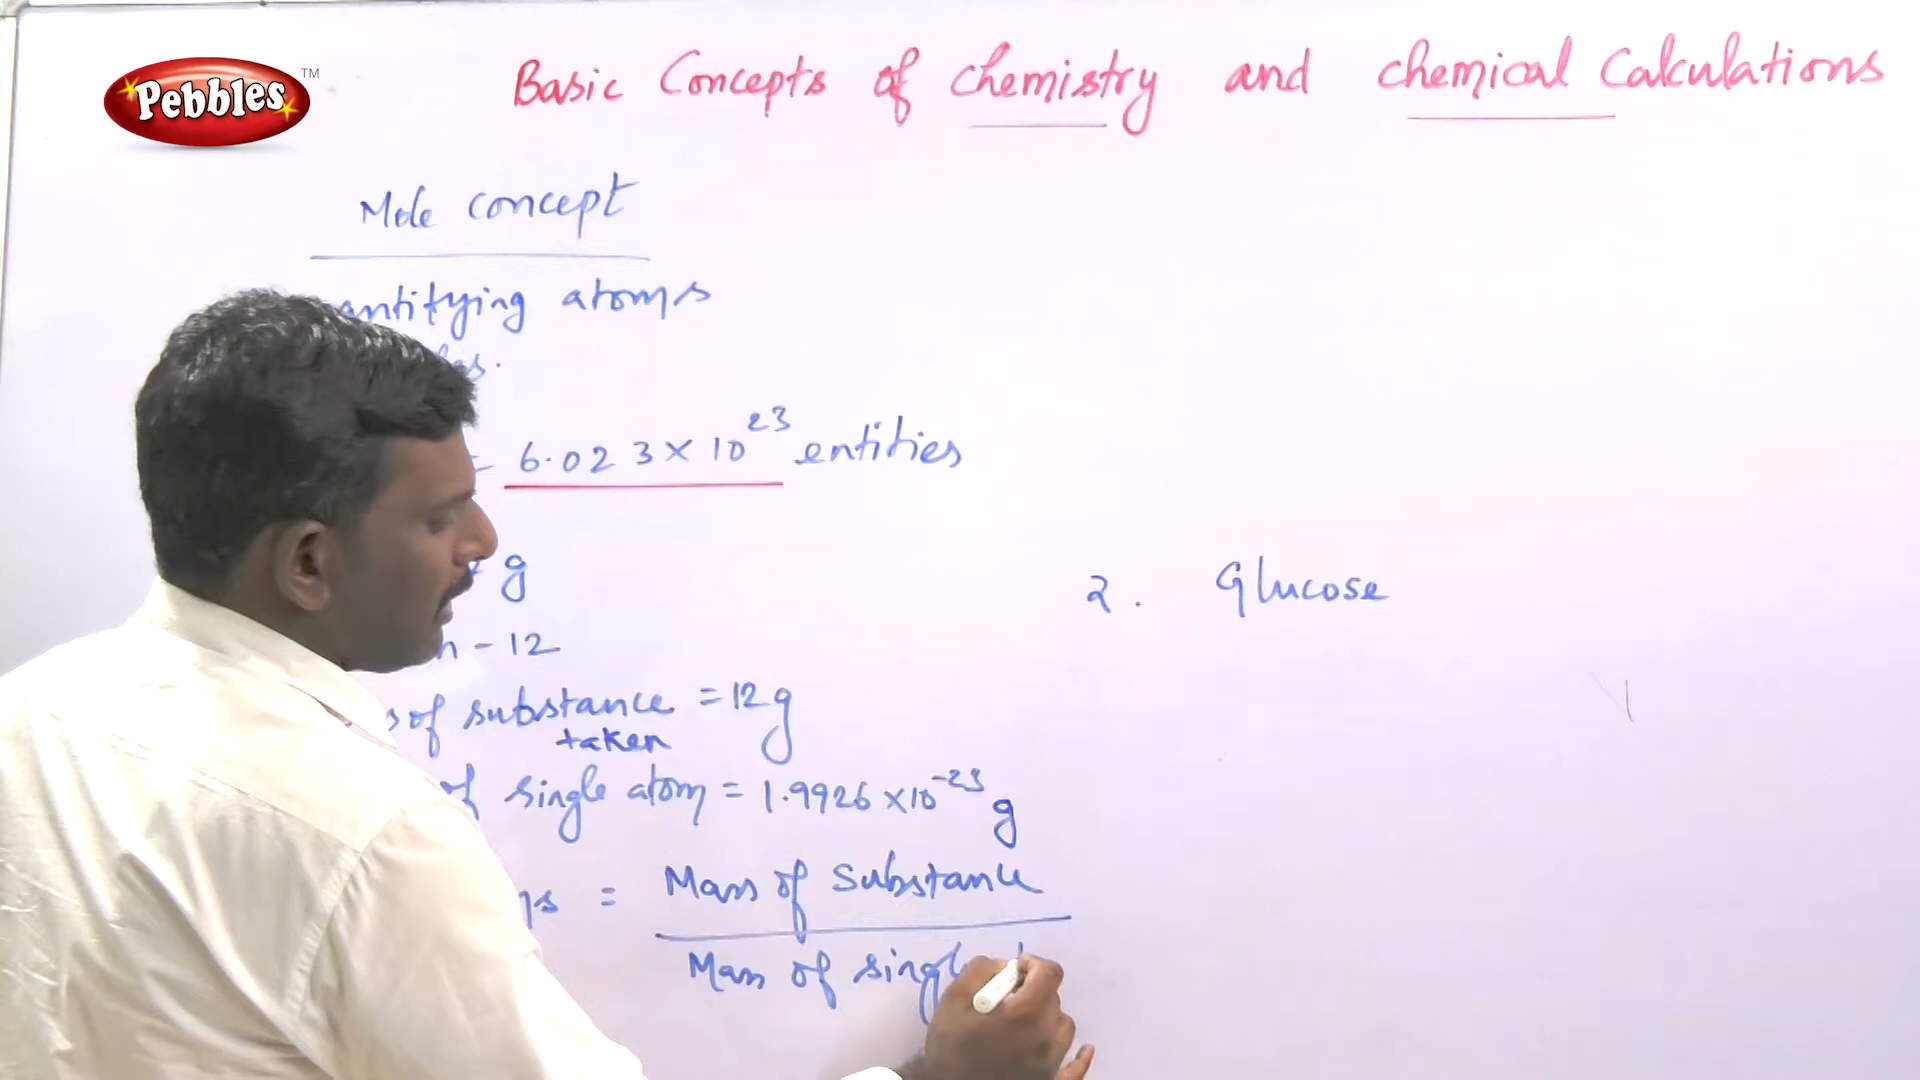 Pebbles TM
Basic Concepts of chemistry and chemical Calculations
Mole concept
antifying atoms
= 6.023 × 10²³ entities
g
2. Glucose
n - 12
of substance = 12g
taken
of single atom = 1.9926 ×10⁻²³ g
= Mass of Substance
Mass of singl